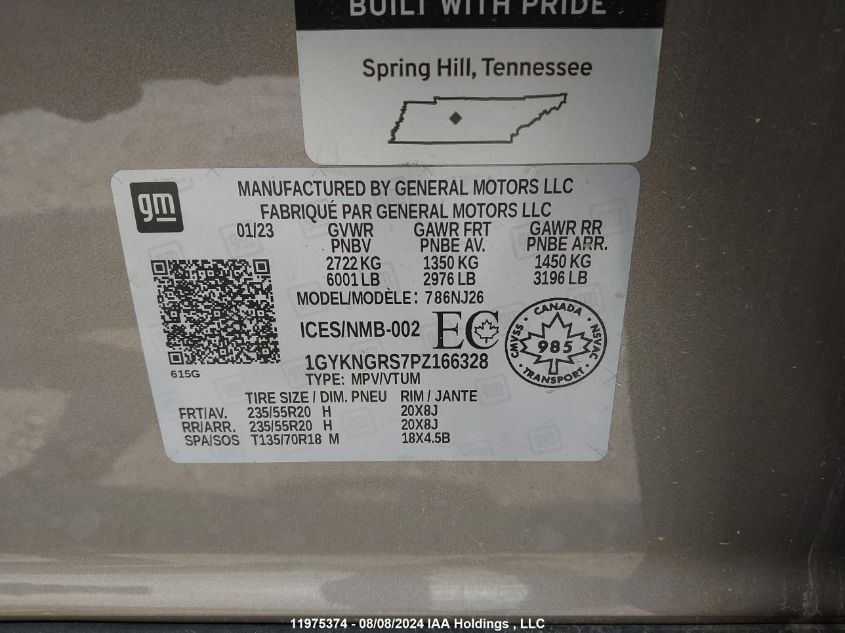 BUILT WITH PRIDE
Spring Hill, Tennessee
gm
MANUFACTURED BY GENERAL MOTORS LLC
FABRIQUÉ PAR GENERAL MOTORS LLC
01/23 GVWR GAWR FRT GAWR RR
PNBV PNBE AV. PNBE ARR.
2722 KG 1350 KG 1450 KG
6001 LB 2976 LB 3196 LB
MODEL/MODÈLE: 786NJ26
ICES/NMB-002 EC
CANADA
CMVSS 985 NSVAC
TRANSPORT
1GYKNGRS7PZ166328
615G
TYPE: MPV/VTUM
TIRE SIZE / DIM. PNEU RIM / JANTE
FRT/AV. 235/55R20 H 20X8J
RR/ARR. 235/55R20 H 20X8J
SPA/SOS T135/70R18 M 18X4.5B
11975374 - 08/08/2024 IAA Holdings , LLC